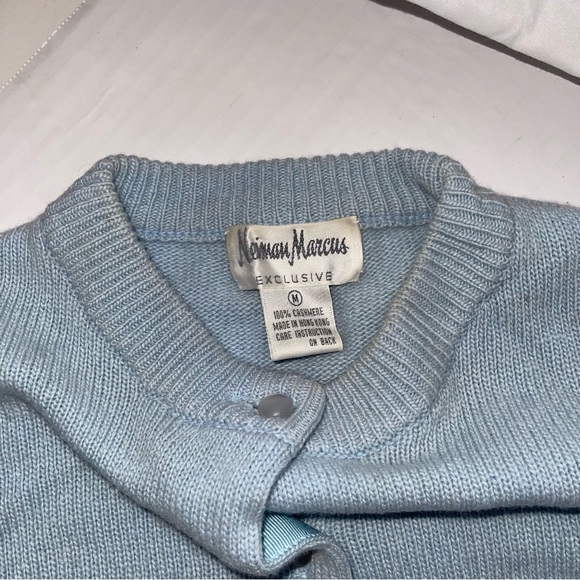 Neiman Marcus
EXCLUSIVE
M
100% CASHMERE
MADE IN HONG KONG
CARE INSTRUCTION
ON BACK